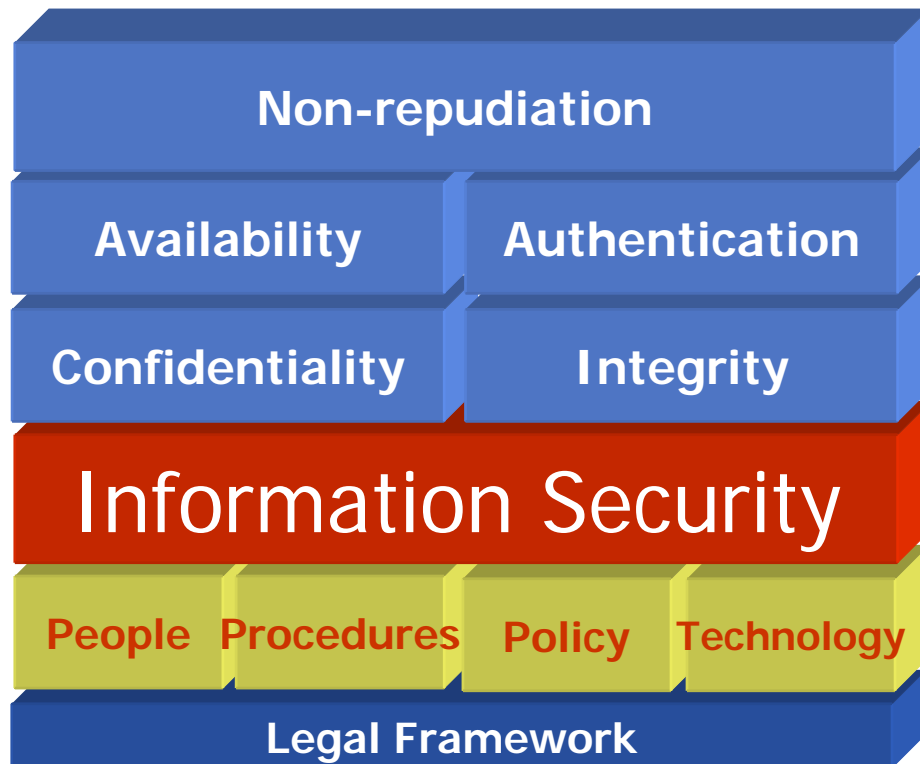 Non-repudiation
Availability Authentication
Confidentiality Integrity
Information Security
People Procedures Policy Technology
Legal Framework